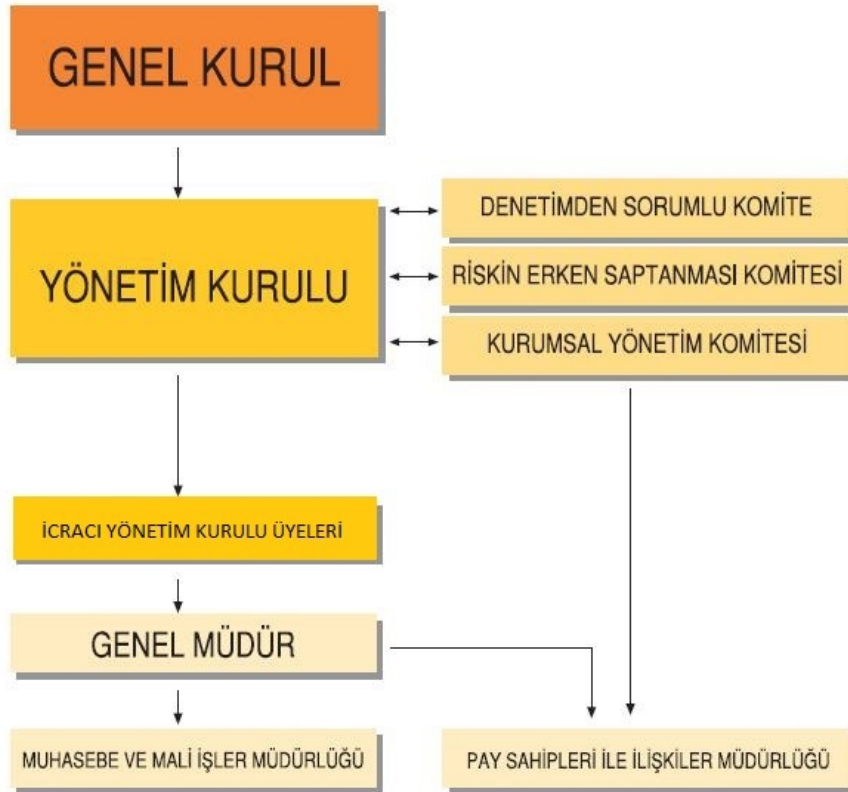 GENEL KURUL
YÖNETİM KURULU
DENETİMDEN SORUMLU KOMİTE
RİSKİN ERKEN SAPTANMASI KOMİTESİ
KURUMSAL YÖNETİM KOMİTESİ
İCRACI YÖNETİM KURULU ÜYELERİ
GENEL MÜDÜR
MUHASEBE VE MALİ İŞLER MÜDÜRLÜĞÜ
PAY SAHİPLERİ İLE İLİŞKİLER MÜDÜRLÜĞÜ